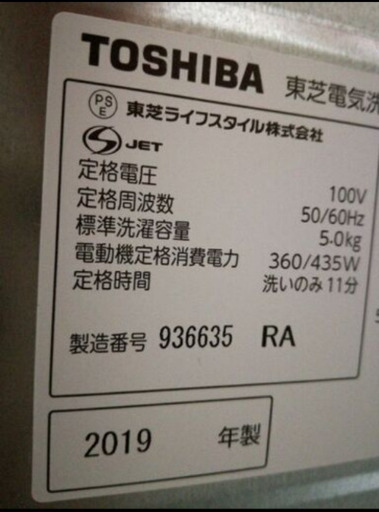 TOSHIBA 東芝電気洗
PSE 東芝ライフスタイル株式会社
S JET
定格電圧 100V
定格周波数 50/60Hz
標準洗濯容量 5.0kg
電動機定格消費電力 360/435W
定格時間 洗いのみ 11分
製造番号 936635 RA
2019 年製